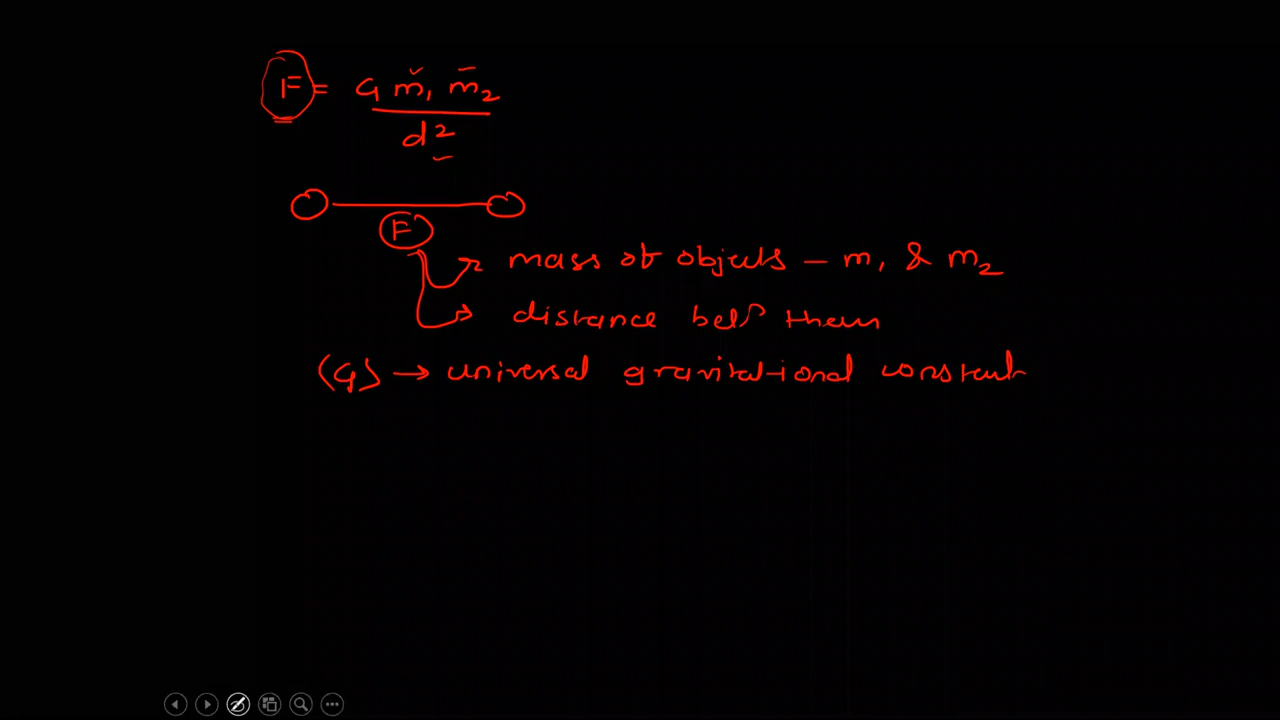 F = G m₁ m₂
d²
F
mass of objects – m₁ & m₂
distance betⁿ them
(G) → universal gravitational constant